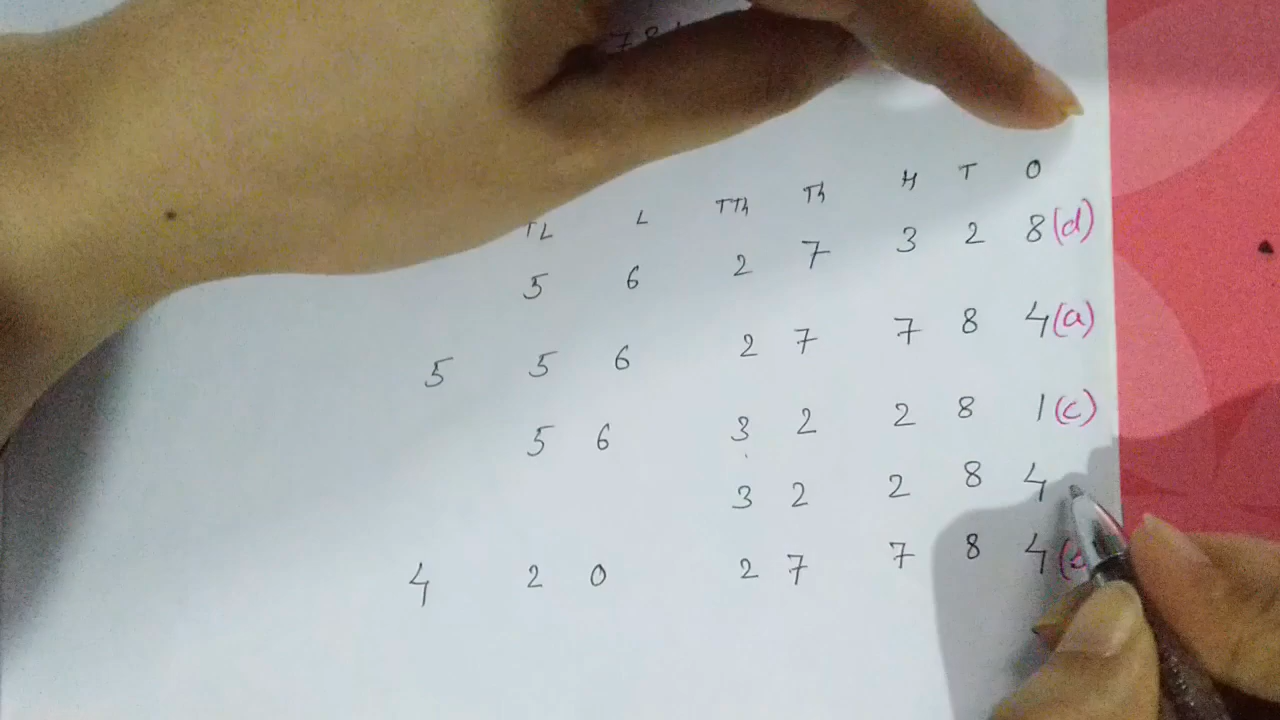 78
TL L TTh Th H T O
5 6 2 7 3 2 8 (d)
5 5 6 2 7 7 8 4 (a)
5 6 3 2 2 8 1 (c)
3 2 2 8 4
4 2 0 2 7 7 8 4